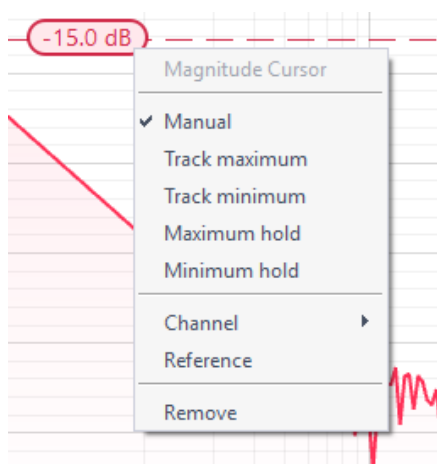 -15.0 dB
Magnitude Cursor
Manual
Track maximum
Track minimum
Maximum hold
Minimum hold
Channel
Reference
Remove